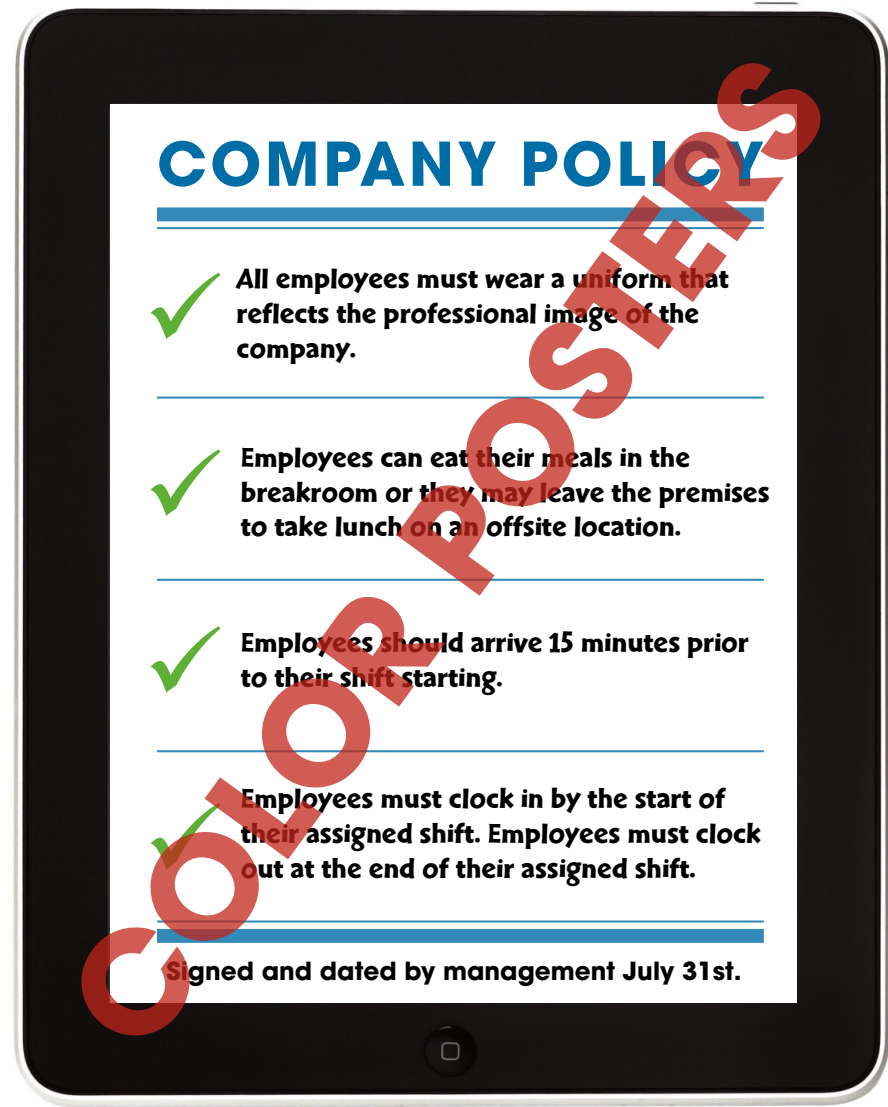 COMPANY POLICY
All employees must wear a uniform that
reflects the professional image of the
company.
Employees can eat their meals in the
breakroom or they may leave the premises
to take lunch on an offsite location.
Employees should arrive 15 minutes prior
to their shift starting.
Employees must clock in by the start of
their assigned shift. Employees must clock
out at the end of their assigned shift.
Signed and dated by management July 31st.
COLOR POSTERS